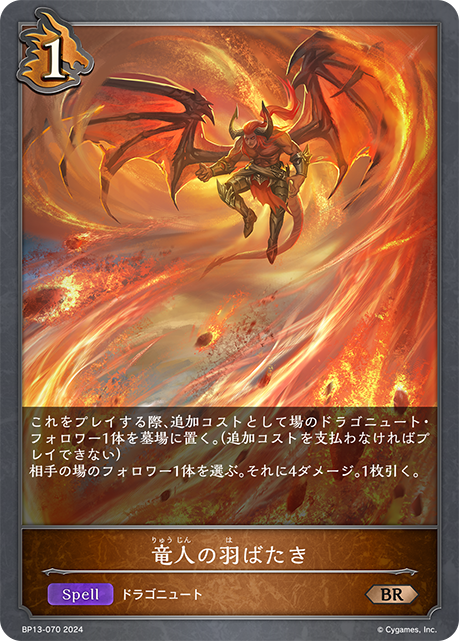 1
これをプレイする際、追加コストとして場のドラゴニュート・
フォロワー1体を墓場に置く。(追加コストを支払わなければプ
レイできない)
相手の場のフォロワー1体を選ぶ。それに4ダメージ。1枚引く。
りゅうじん は
竜人の羽ばたき
Spell ドラゴニュート BR
BP13-070 2024 © Cygames, Inc.